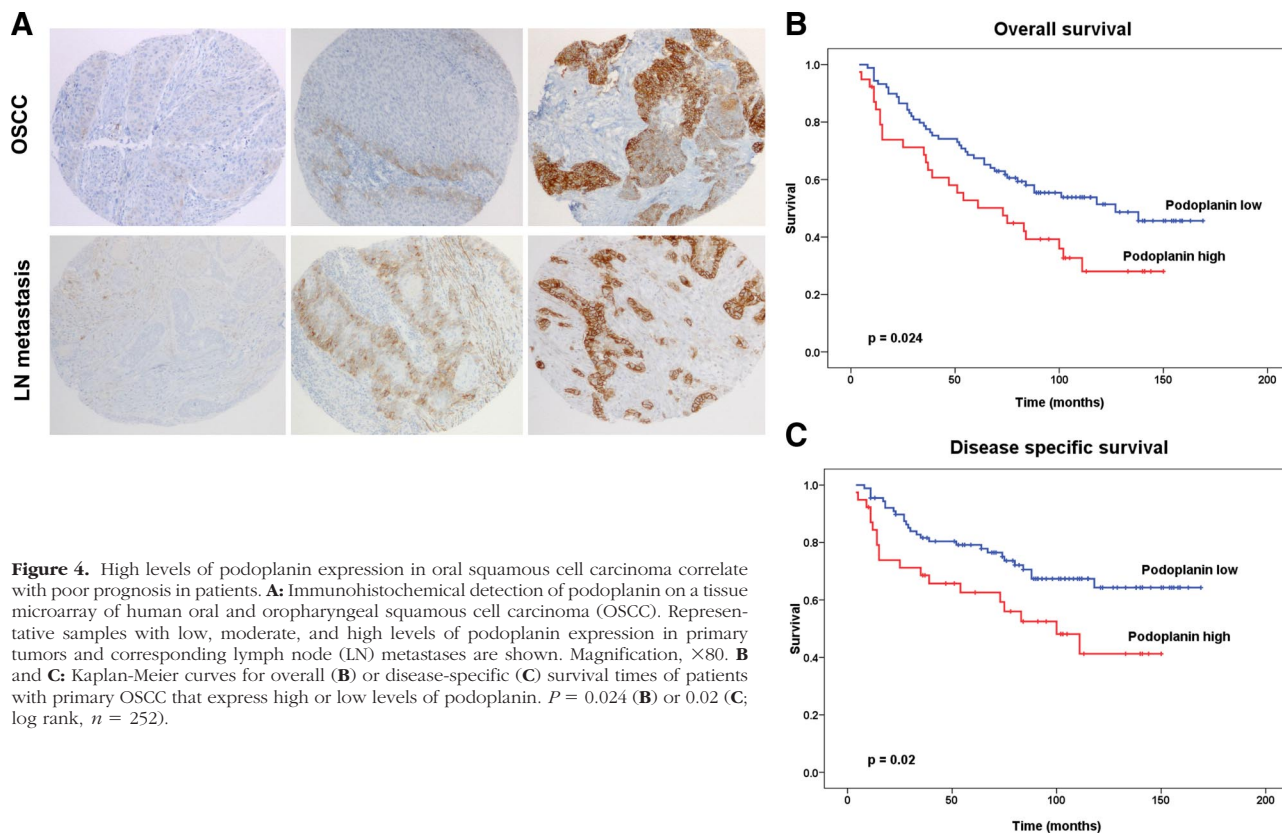 A
OSCC
LN metastasis
B
Overall survival
Survival
1.0
0.8
0.6
0.4
0.2
0.0
Podoplanin low
Podoplanin high
p = 0.024
0 50 100 150 200
Time (months)
C
Disease specific survival
Survival
1.0
0.8
0.6
0.4
0.2
0.0
Podoplanin low
Podoplanin high
p = 0.02
0 50 100 150 200
Time (months)
Figure 4. High levels of podoplanin expression in oral squamous cell carcinoma correlate
with poor prognosis in patients. A: Immunohistochemical detection of podoplanin on a tissue
microarray of human oral and oropharyngeal squamous cell carcinoma (OSCC). Represen-
tative samples with low, moderate, and high levels of podoplanin expression in primary
tumors and corresponding lymph node (LN) metastases are shown. Magnification, ×80. B
and C: Kaplan-Meier curves for overall (B) or disease-specific (C) survival times of patients
with primary OSCC that express high or low levels of podoplanin. P = 0.024 (B) or 0.02 (C;
log rank, n = 252).